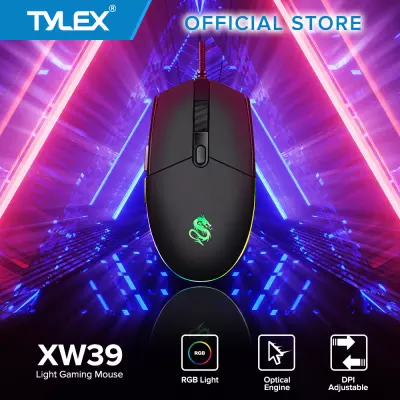 TYLEX®
OFFICIAL STORE
XW39
Light Gaming Mouse
RGB
RGB Light
Optical
Engine
DPI
Adjustable